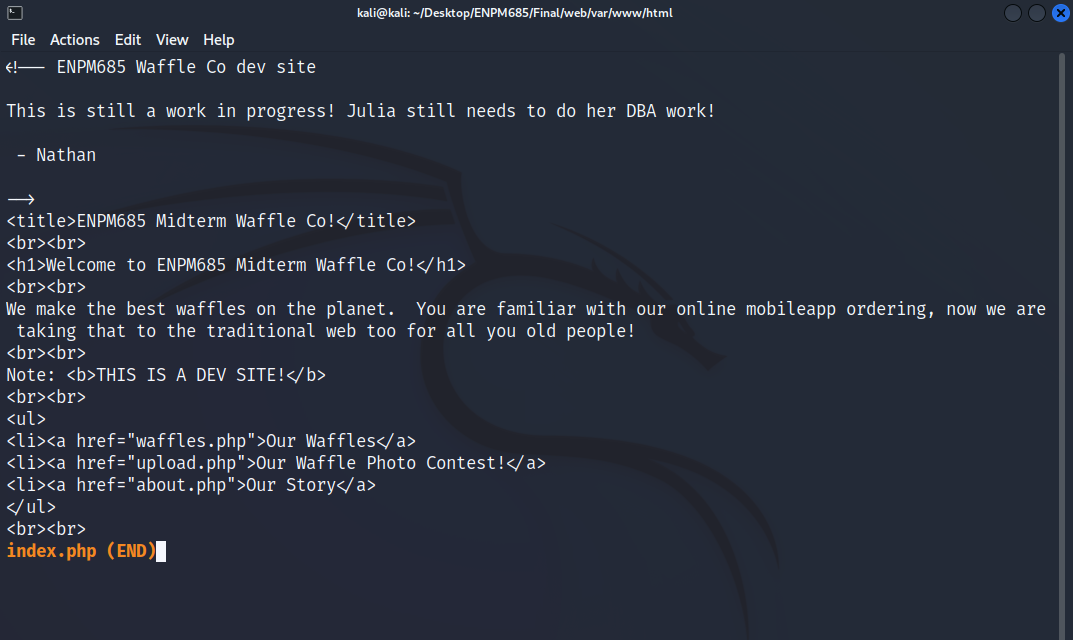 kali@kali: ~/Desktop/ENPM685/Final/web/var/www/html
File Actions Edit View Help
<!-- ENPM685 Waffle Co dev site
This is still a work in progress! Julia still needs to do her DBA work!
- Nathan
-->
<title>ENPM685 Midterm Waffle Co!</title>
<br><br>
<h1>Welcome to ENPM685 Midterm Waffle Co!</h1>
<br><br>
We make the best waffles on the planet.  You are familiar with our online mobileapp ordering, now we are
taking that to the traditional web too for all you old people!
<br><br>
Note: <b>THIS IS A DEV SITE!</b>
<br><br>
<ul>
<li><a href="waffles.php">Our Waffles</a>
<li><a href="upload.php">Our Waffle Photo Contest!</a>
<li><a href="about.php">Our Story</a>
</ul>
<br><br>
index.php (END)